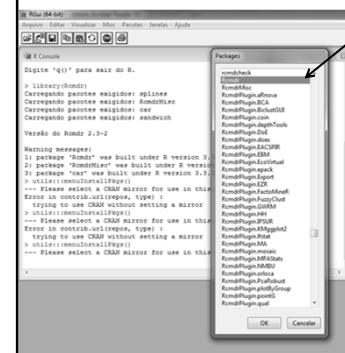 RGui (64-bit)
Arquivo Editar Visualizar Misc Pacotes Janelas Ajuda
R Console
Digite 'q()' para sair do R.
> library(Rcmdr)
Carregando pacotes exigidos: splines
Carregando pacotes exigidos: RcmdrMisc
Carregando pacotes exigidos: car
Carregando pacotes exigidos: sandwich
Versão do Rcmdr 2.3-2
Warning messages:
1: package 'Rcmdr' was built under R version 3.
2: package 'RcmdrMisc' was built under R version
3: package 'car' was built under R version 3.3.
> utils:::menuInstallPkgs()
--- Please select a CRAN mirror for use in this
Error in contrib.url(repos, type) :
trying to use CRAN without setting a mirror
> utils:::menuInstallPkgs()
--- Please select a CRAN mirror for use in this
Error in contrib.url(repos, type) :
trying to use CRAN without setting a mirror
> utils:::menuInstallPkgs()
--- Please select a CRAN mirror for use in this
Packages
rcmdcheck
Rcmdr
RcmdrMisc
RcmdrPlugin.aRnova
RcmdrPlugin.BCA
RcmdrPlugin.BiclustGUI
RcmdrPlugin.coin
RcmdrPlugin.depthTools
RcmdrPlugin.DoE
RcmdrPlugin.doex
RcmdrPlugin.EACSPIR
RcmdrPlugin.EBM
RcmdrPlugin.EcoVirtual
RcmdrPlugin.epack
RcmdrPlugin.Export
RcmdrPlugin.EZR
RcmdrPlugin.FactoMineR
RcmdrPlugin.FuzzyClust
RcmdrPlugin.GWRM
RcmdrPlugin.HH
RcmdrPlugin.IPSUR
RcmdrPlugin.KMggplot2
RcmdrPlugin.lfstat
RcmdrPlugin.MA
RcmdrPlugin.mosaic
RcmdrPlugin.MPAStats
RcmdrPlugin.NMBU
RcmdrPlugin.orloca
RcmdrPlugin.PcaRobust
RcmdrPlugin.plotByGroup
RcmdrPlugin.pointG
RcmdrPlugin.qual
OK Cancelar